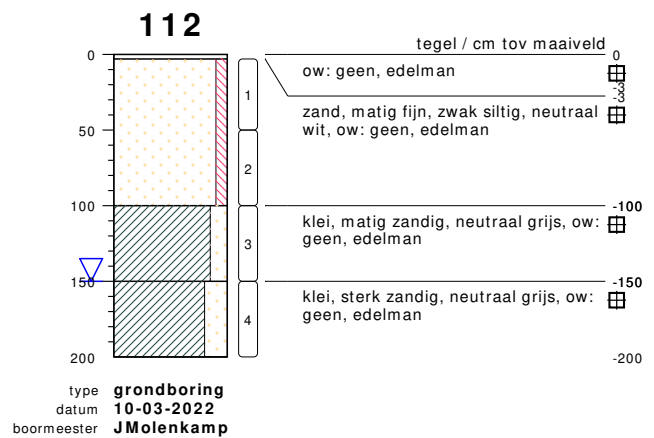 112
tegel / cm tov maaiveld
0
0
ow: geen, edelman
-3
-3
1
zand, matig fijn, zwak siltig, neutraal
wit, ow: geen, edelman
50
2
100
-100
klei, matig zandig, neutraal grijs, ow:
geen, edelman
3
150
-150
klei, sterk zandig, neutraal grijs, ow:
geen, edelman
4
200
-200
type grondboring
datum 10-03-2022
boormeester JMolenkamp